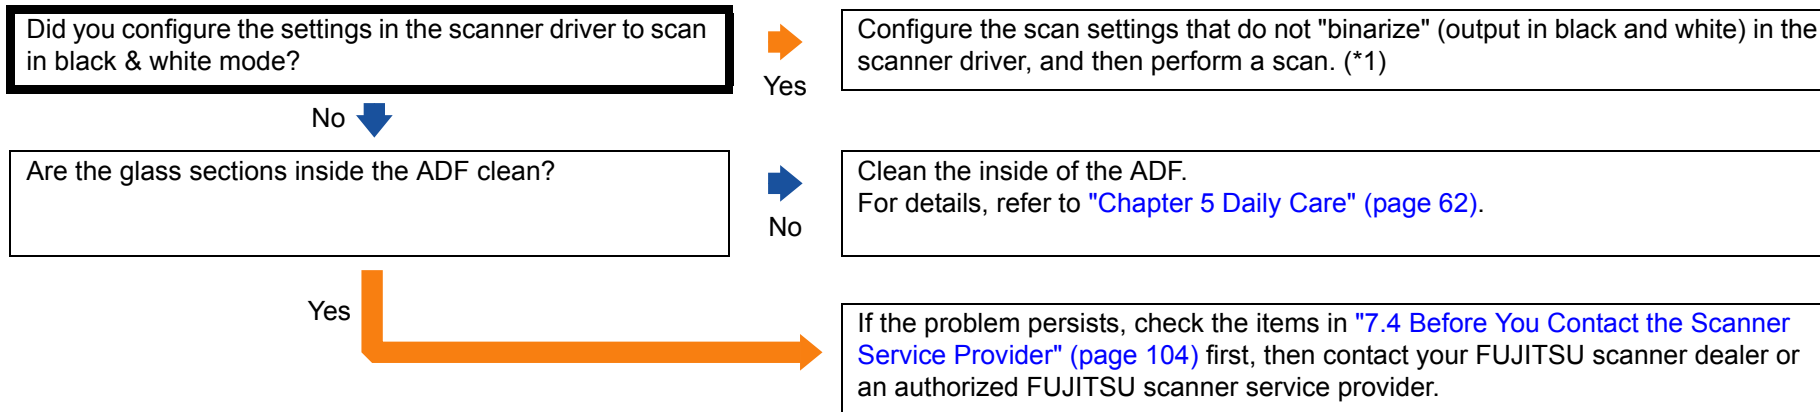 Did you configure the settings in the scanner driver to scan
in black & white mode?
Yes
Configure the scan settings that do not "binarize" (output in black and white) in the
scanner driver, and then perform a scan. (*1)
No
Are the glass sections inside the ADF clean?
No
Clean the inside of the ADF.
For details, refer to "Chapter 5 Daily Care" (page 62).
Yes
If the problem persists, check the items in "7.4 Before You Contact the Scanner
Service Provider" (page 104) first, then contact your FUJITSU scanner dealer or
an authorized FUJITSU scanner service provider.